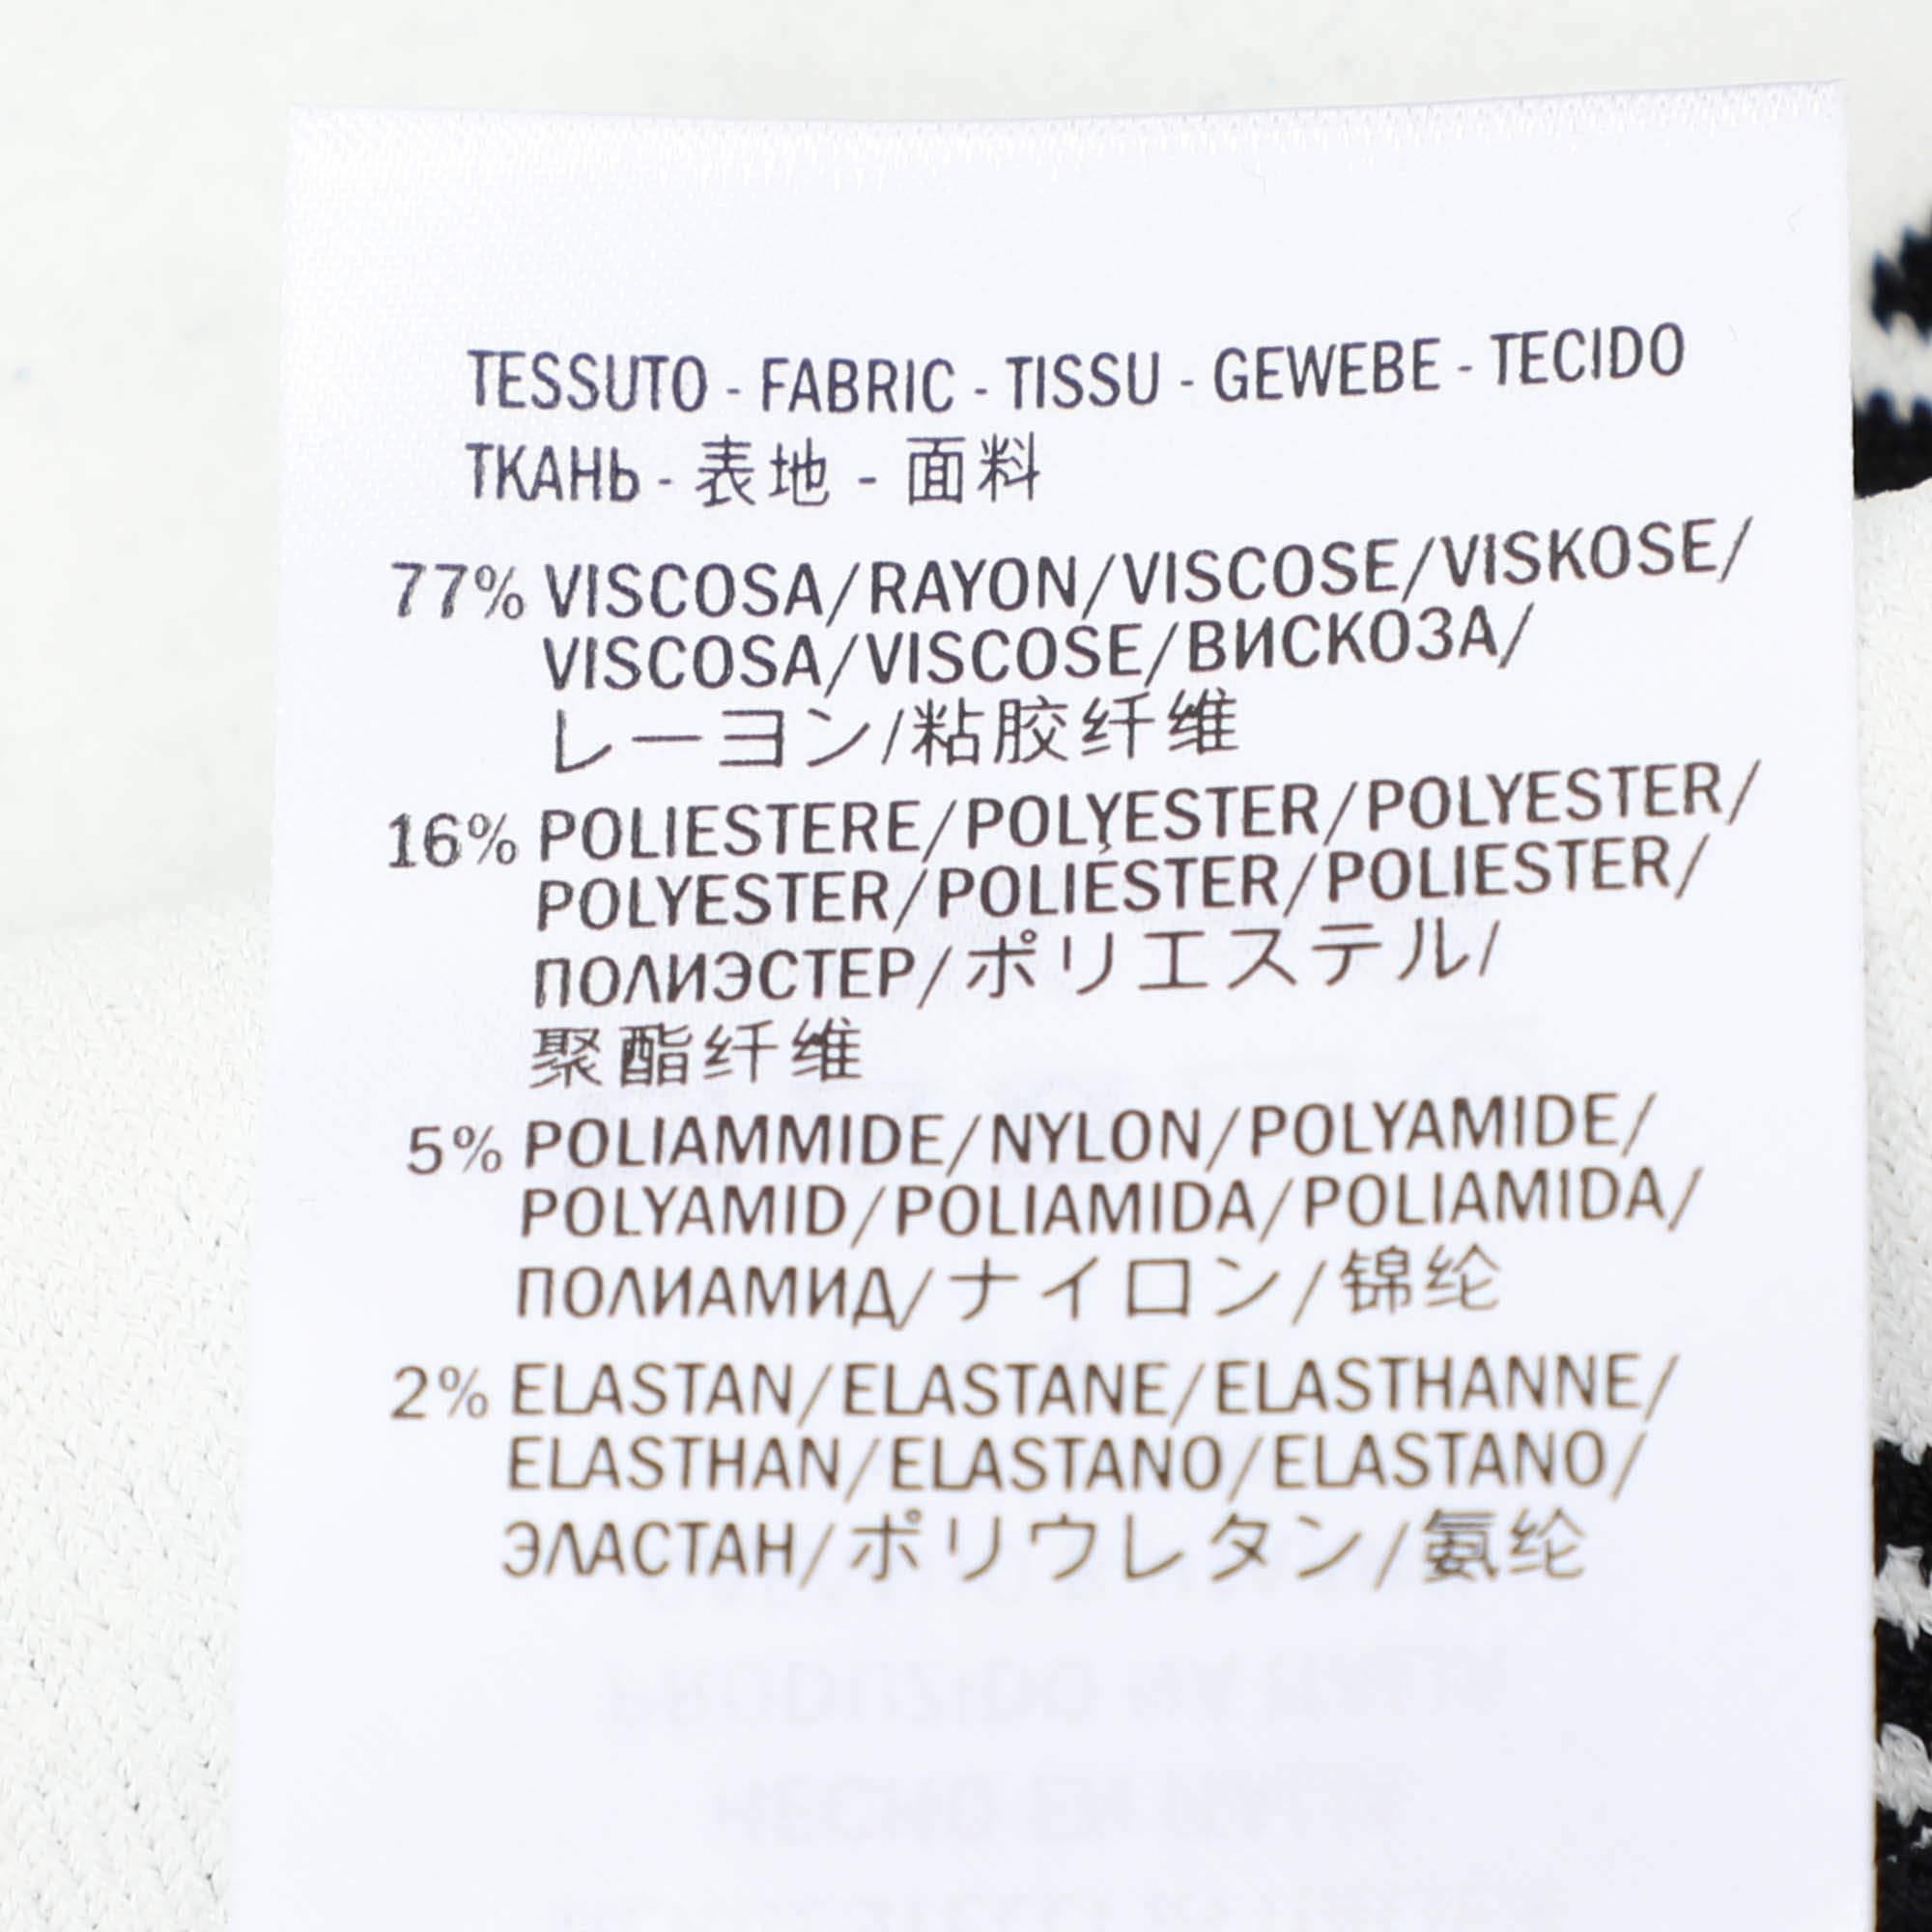 TESSUTO - FABRIC - TISSU - GEWEBE - TECIDO
ТКАНЬ - 表地 - 面料
77% VISCOSA/RAYON/VISCOSE/VISKOSE/
VISCOSA/VISCOSE/ВИСКОЗА/
レーヨン/粘胶纤维
16% POLIESTERE/POLYESTER/POLYESTER/
POLYESTER/POLIÉSTER/POLIESTER/
ПОЛИЭСТЕР/ポリエステル/
聚酯纤维
5% POLIAMMIDE/NYLON/POLYAMIDE/
POLYAMID/POLIAMIDA/POLIAMIDA/
ПОЛИАМИД/ナイロン/锦纶
2% ELASTAN/ELASTANE/ELASTHANNE/
ELASTHAN/ELASTANO/ELASTANO/
ЭЛАСТАН/ポリウレタン/氨纶